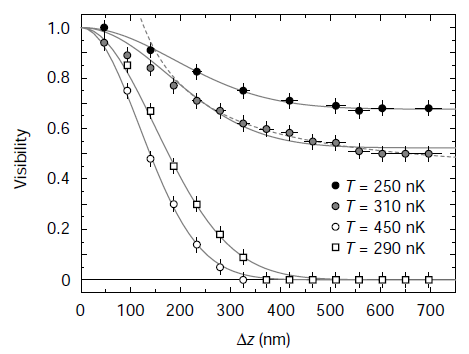 1.0
0.8
0.6
0.4
0.2
0
Visibility
T = 250 nK
T = 310 nK
T = 450 nK
T = 290 nK
0 100 200 300 400 500 600 700
Δz (nm)